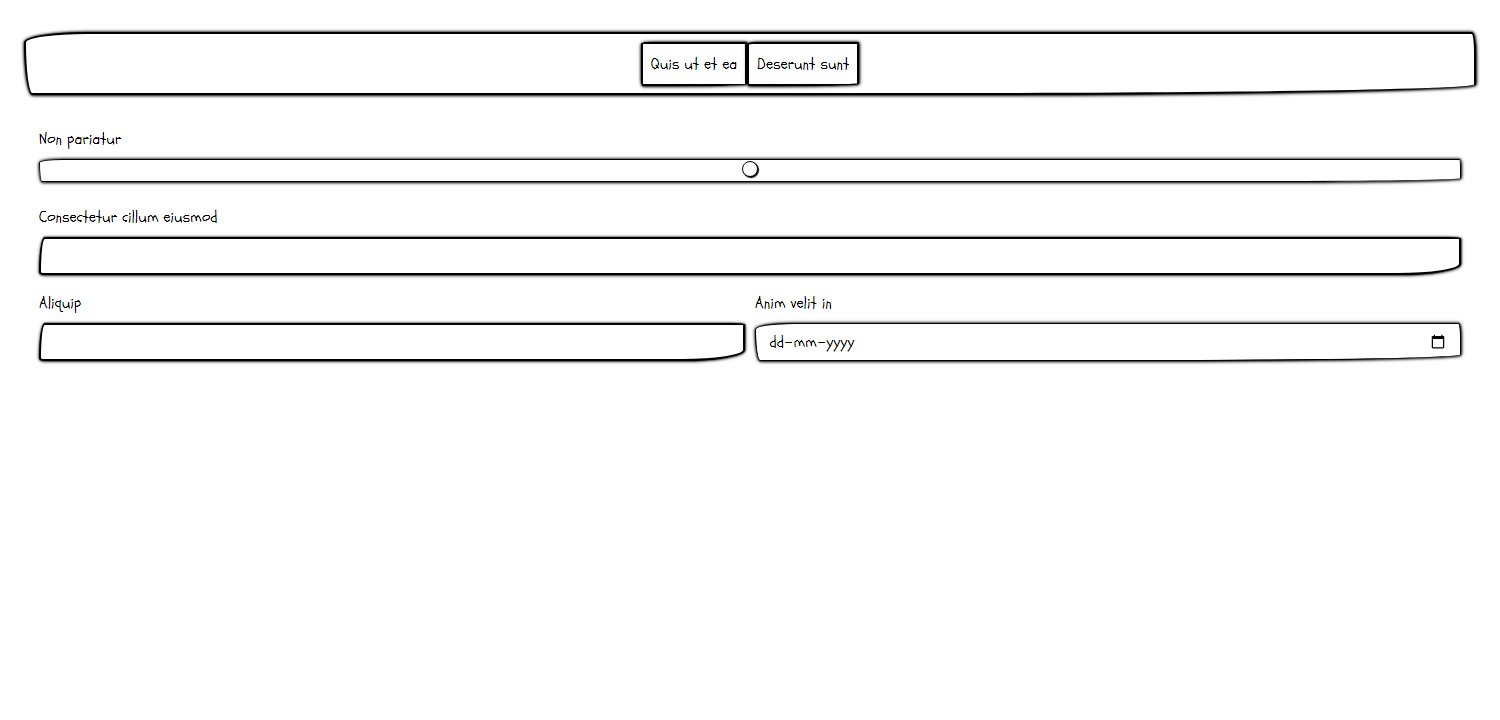 Quis ut et ea Deserunt sunt
Non pariatur
Consectetur cillum eiusmod
Aliquip Anim velit in
dd-mm-yyyy